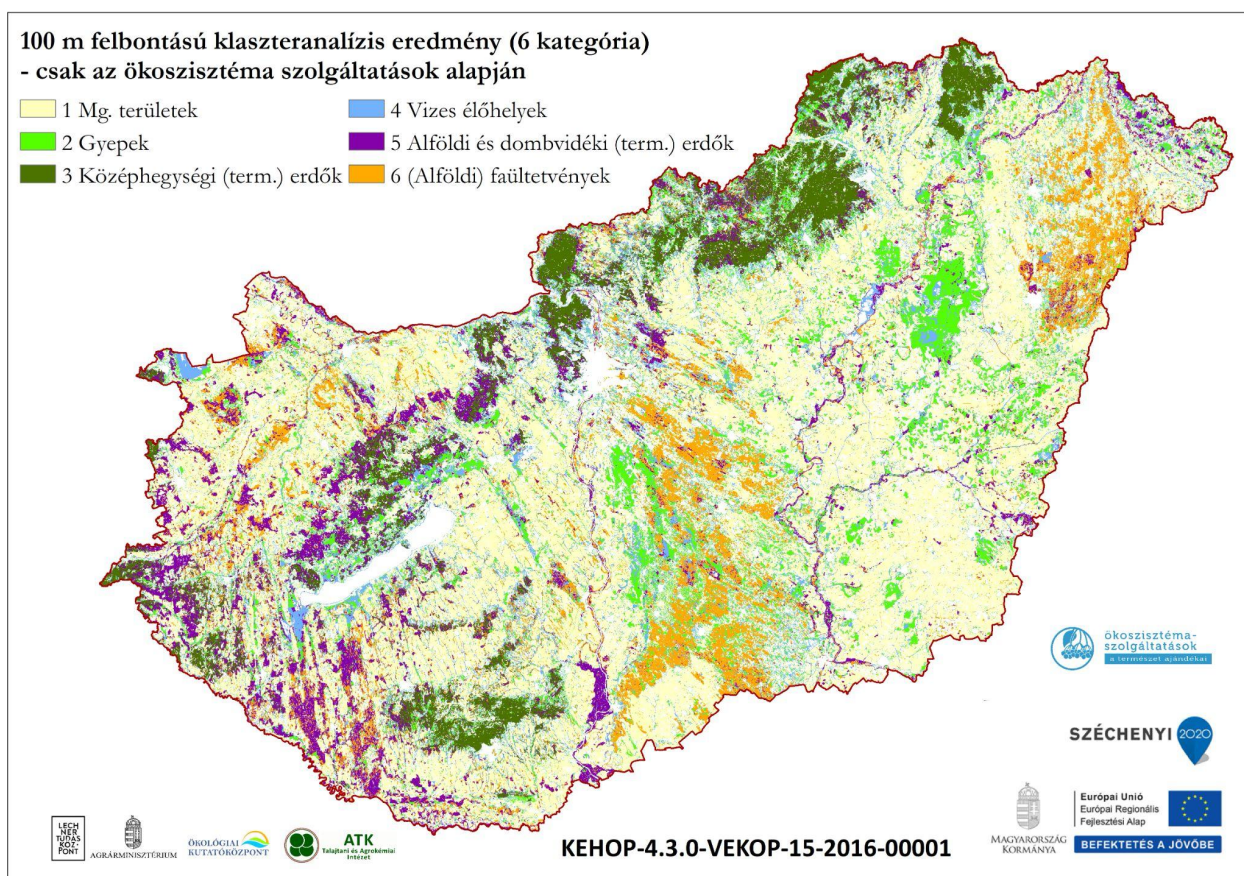 100 m felbontású klaszteranalízis eredmény (6 kategória)
- csak az ökoszisztéma szolgáltatások alapján
1 Mg. területek
2 Gyepek
3 Középhegységi (term.) erdők
4 Vizes élőhelyek
5 Alföldi és dombvidéki (term.) erdők
6 (Alföldi) faültetvények
ökoszisztéma-
szolgáltatások
a természet ajándékai
SZÉCHENYI 2020
LECH
NER
TUDÁS
KÖZ
PONT
AGRÁRMINISZTÉRIUM
ÖKOLÓGIAI
KUTATÓKÖZPONT
ATK
Talajtani és Agrokémiai
Intézet
KEHOP-4.3.0-VEKOP-15-2016-00001
MAGYARORSZÁG
KORMÁNYA
Európai Unió
Európai Regionális
Fejlesztési Alap
BEFEKTETÉS A JÖVŐBE